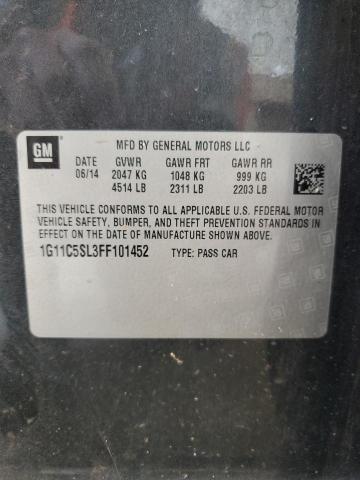 GM
MFD BY GENERAL MOTORS LLC
DATE GVWR GAWR FRT GAWR RR
06/14 2047 KG 1048 KG 999 KG
4514 LB 2311 LB 2203 LB
THIS VEHICLE CONFORMS TO ALL APPLICABLE U.S. FEDERAL MOTOR
VEHICLE SAFETY, BUMPER, AND THEFT PREVENTION STANDARDS IN
EFFECT ON THE DATE OF MANUFACTURE SHOWN ABOVE.
1G11C5SL3FF101452 TYPE: PASS CAR